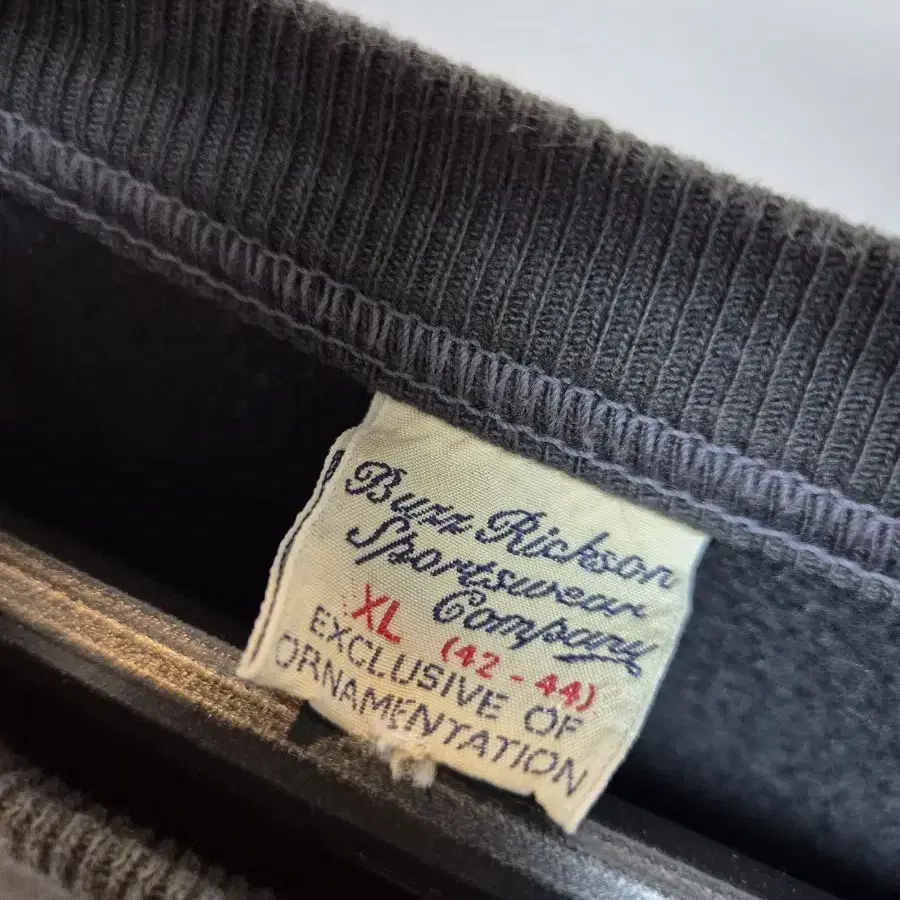 Buzz Rickson
Sportswear
Company
XL (42 - 44)
EXCLUSIVE OF
ORNAMENTATION